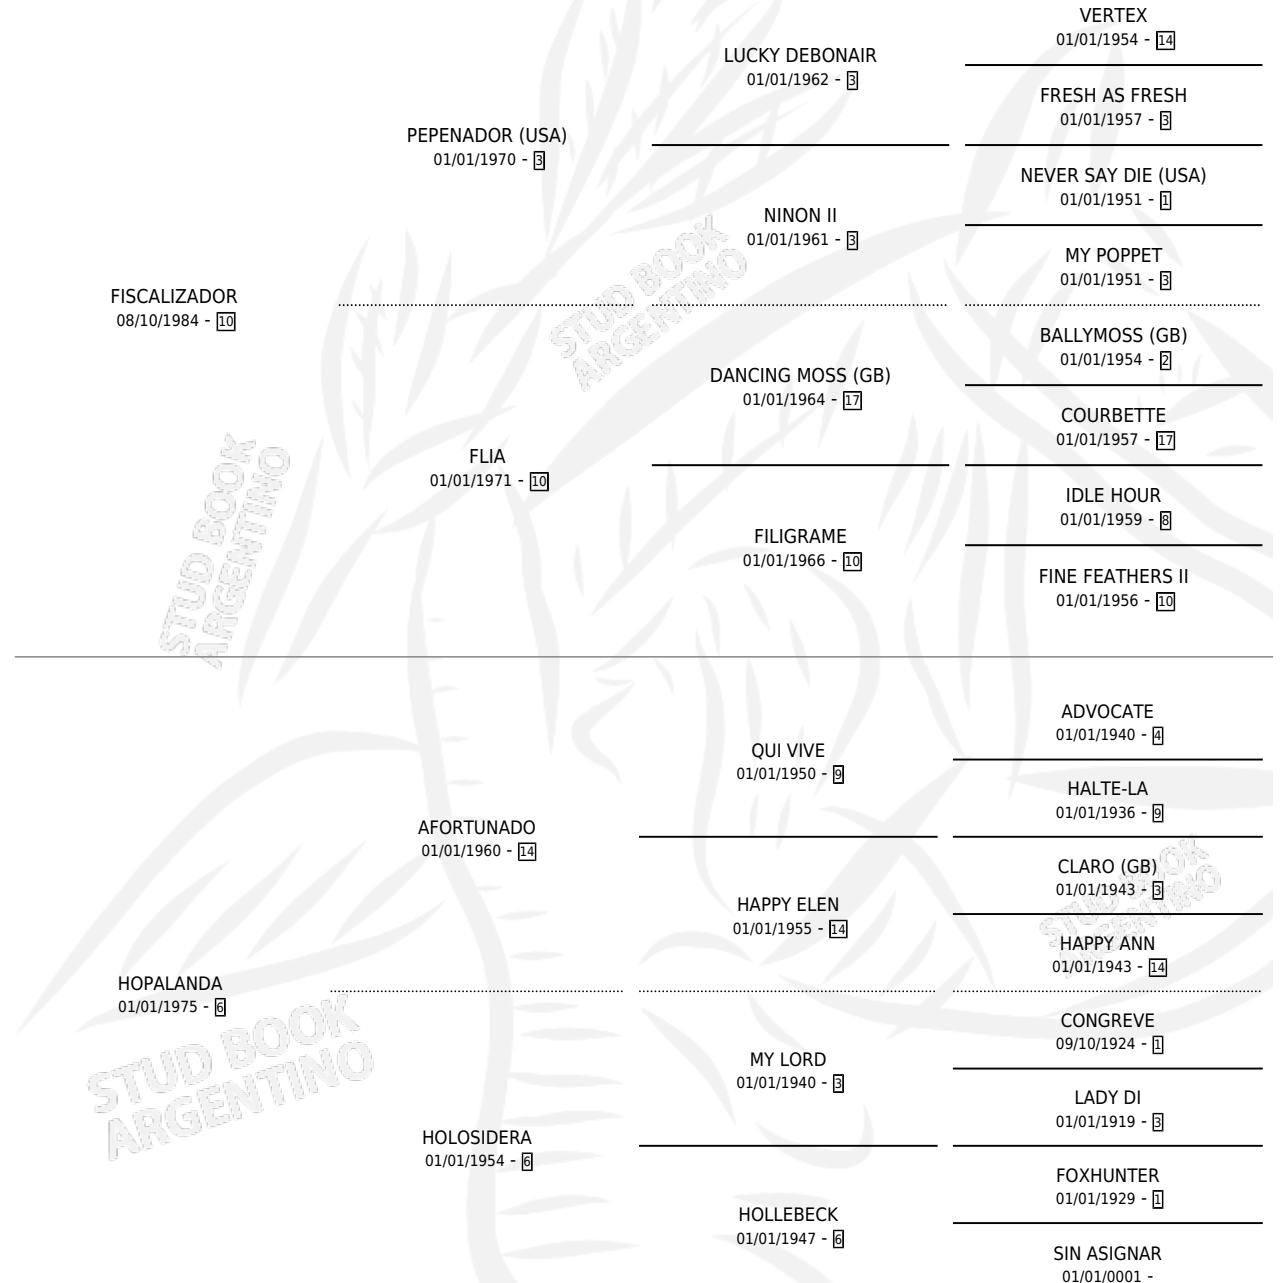 VERTEX
01/01/1954 - 14
LUCKY DEBONAIR
01/01/1962 - 3
FRESH AS FRESH
01/01/1957 - 3
PEPENADOR (USA)
01/01/1970 - 3
NEVER SAY DIE (USA)
01/01/1951 - 1
NINON II
01/01/1961 - 3
MY POPPET
01/01/1951 - 3
STUD BOOK
ARGENTINO
FISCALIZADOR
08/10/1984 - 10
BALLYMOSS (GB)
01/01/1954 - 2
DANCING MOSS (GB)
01/01/1964 - 17
COURBETTE
01/01/1957 - 17
FLIA
01/01/1971 - 10
IDLE HOUR
01/01/1959 - 8
FILIGRAME
01/01/1966 - 10
FINE FEATHERS II
01/01/1956 - 10
STUD BOOK
ARGENTINO
ADVOCATE
01/01/1940 - 4
QUI VIVE
01/01/1950 - 9
HALTE-LA
01/01/1936 - 9
AFORTUNADO
01/01/1960 - 14
CLARO (GB)
01/01/1943 - 3
HAPPY ELEN
01/01/1955 - 14
HAPPY ANN
01/01/1943 - 14
STUD BOOK
ARGENTINO
HOPALANDA
01/01/1975 - 6
CONGREVE
09/10/1924 - 1
MY LORD
01/01/1940 - 3
LADY DI
01/01/1919 - 3
STUD BOOK
ARGENTINO
HOLOSIDERA
01/01/1954 - 6
FOXHUNTER
01/01/1929 - 1
HOLLEBECK
01/01/1947 - 6
SIN ASIGNAR
01/01/0001 -